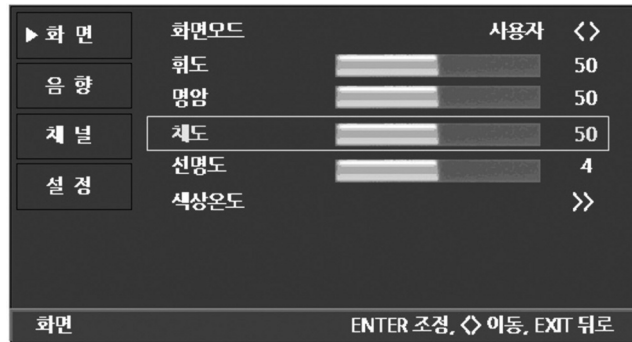 ▶화 면
음 향
채 널
설 정
화면모드 사용자 <>
휘도 50
명암 50
채도 50
선명도 4
색상온도 >>
화면 ENTER 조정, <> 이동, EXIT 뒤로